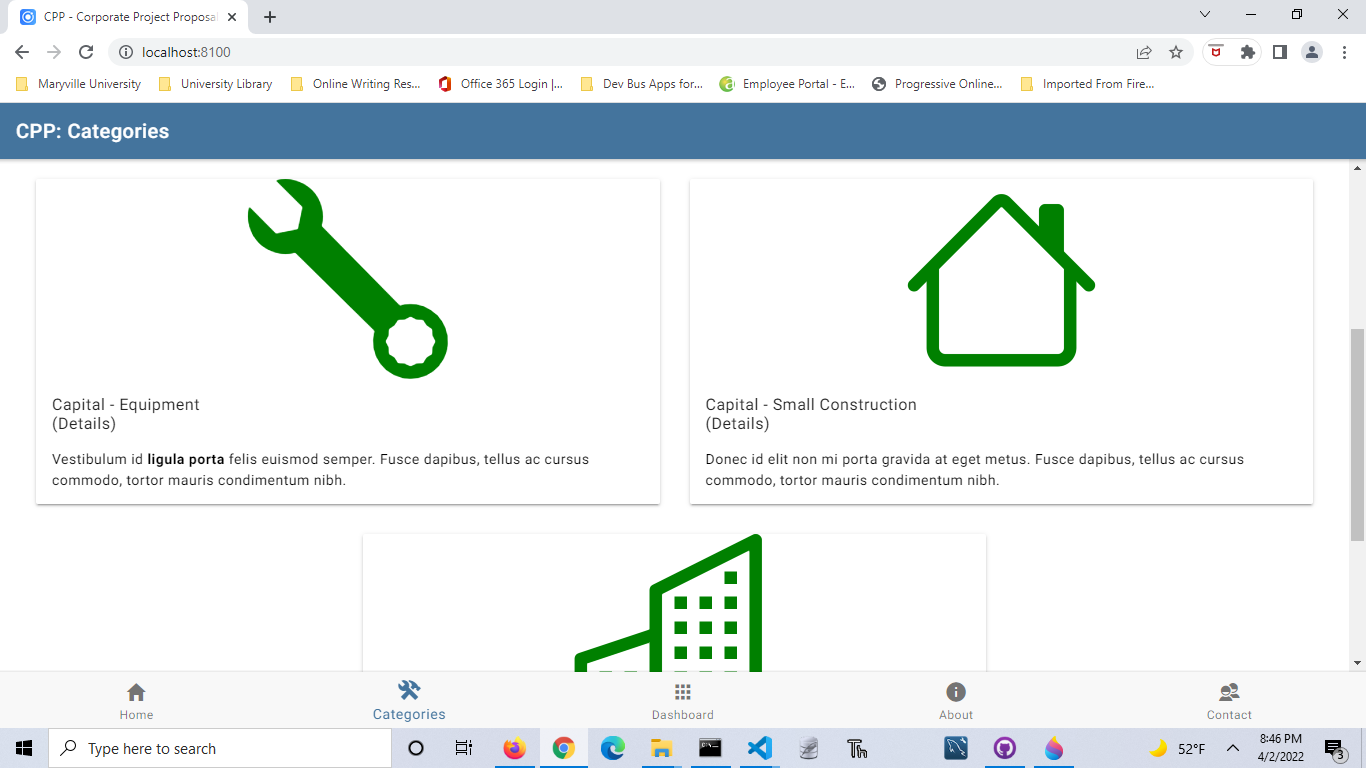 CPP - Corporate Project Proposal
localhost:8100
Maryville University
University Library
Online Writing Res...
Office 365 Login |...
Dev Bus Apps for...
Employee Portal - E...
Progressive Online...
Imported From Fire...
CPP: Categories
Capital - Equipment
(Details)
Vestibulum id ligula porta felis euismod semper. Fusce dapibus, tellus ac cursus
commodo, tortor mauris condimentum nibh.
Capital - Small Construction
(Details)
Donec id elit non mi porta gravida at eget metus. Fusce dapibus, tellus ac cursus
commodo, tortor mauris condimentum nibh.
Home
Categories
Dashboard
About
Contact
Type here to search
52°F
8:46 PM
4/2/2022
3